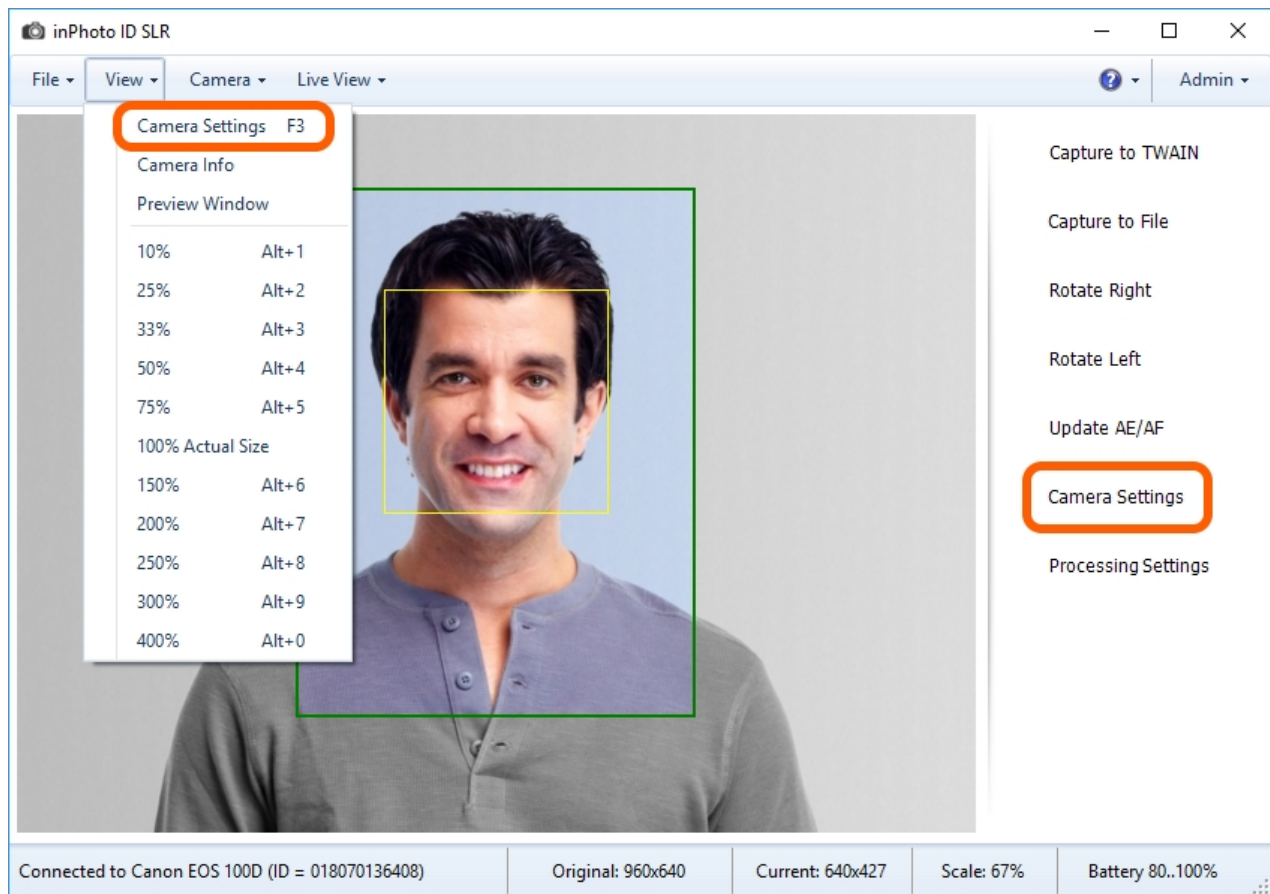 inPhoto ID SLR
File View Camera Live View Admin
Camera Settings F3
Camera Info
Preview Window
10% Alt+1
25% Alt+2
33% Alt+3
50% Alt+4
75% Alt+5
100% Actual Size
150% Alt+6
200% Alt+7
250% Alt+8
300% Alt+9
400% Alt+0
Capture to TWAIN
Capture to File
Rotate Right
Rotate Left
Update AE/AF
Camera Settings
Processing Settings
Connected to Canon EOS 100D (ID = 018070136408) Original: 960x640 Current: 640x427 Scale: 67% Battery 80..100%